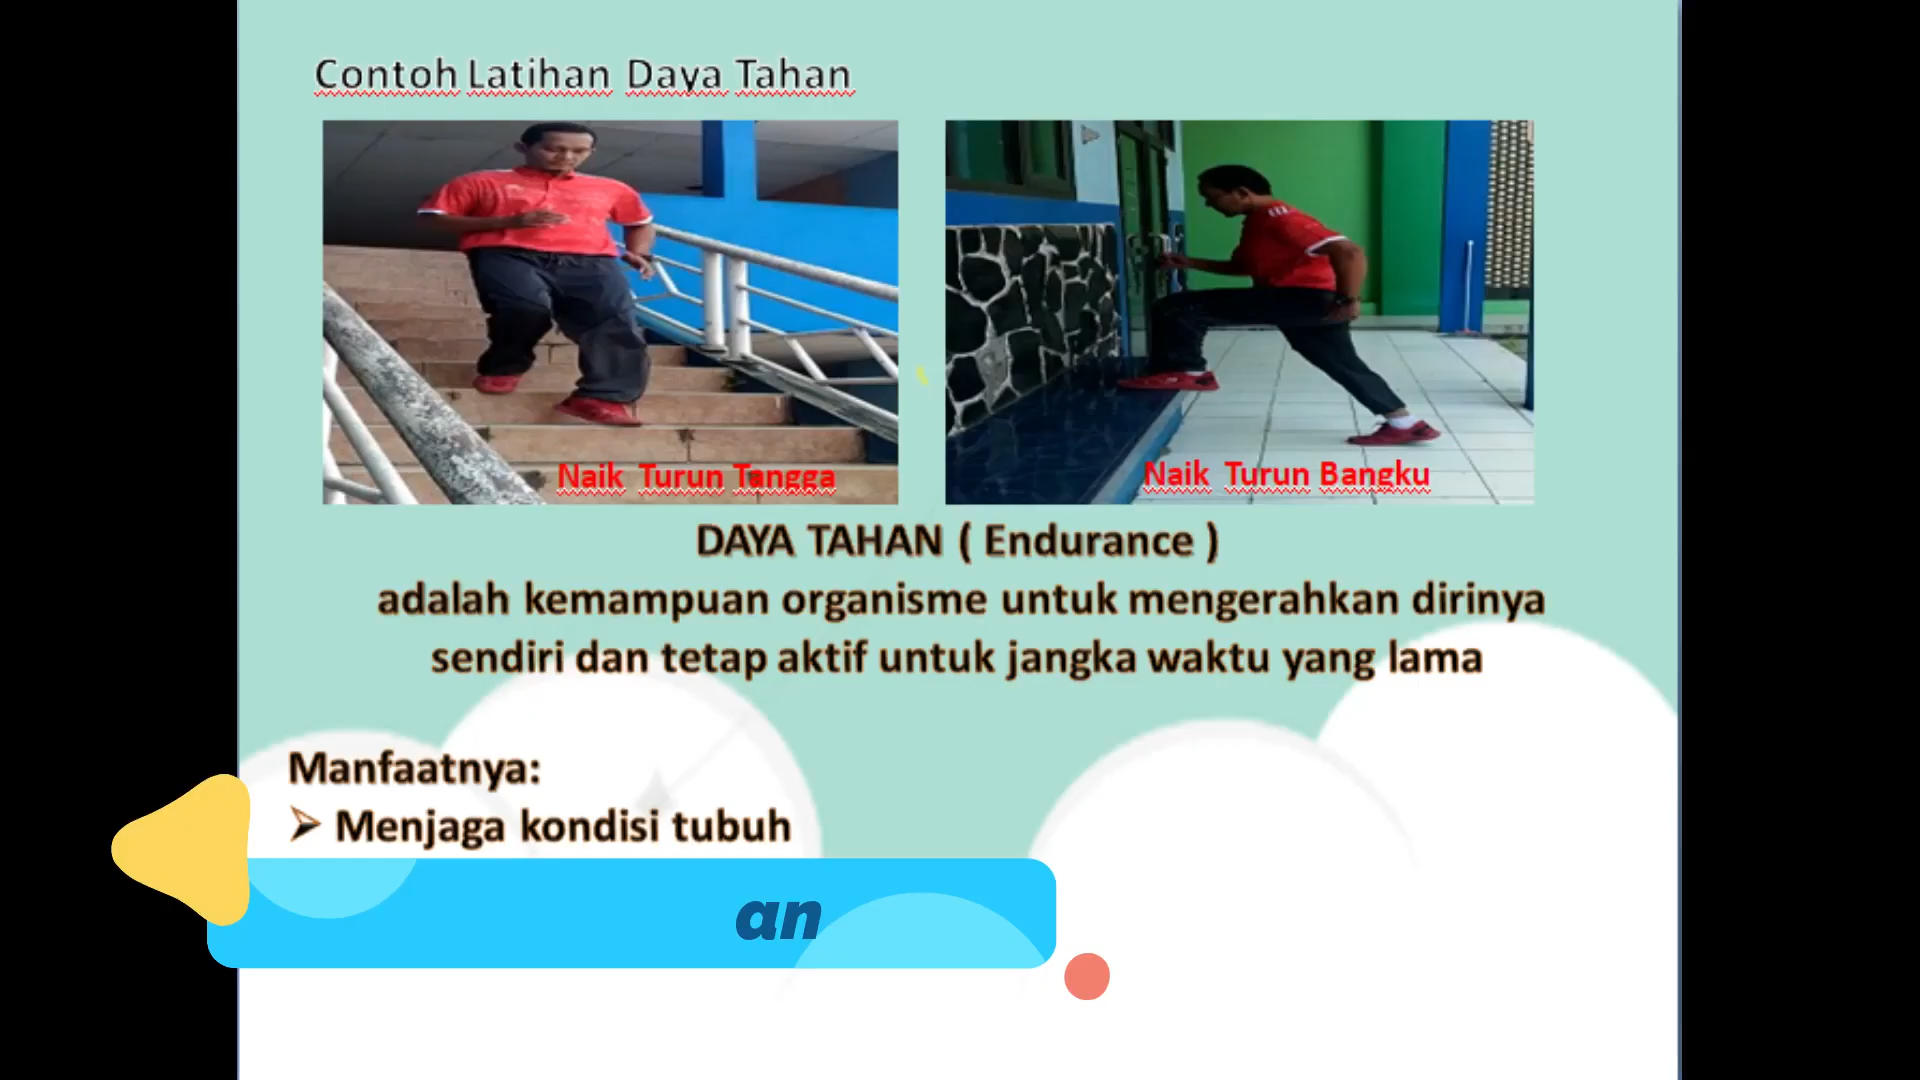 Contoh Latihan Daya Tahan
Naik Turun Tangga
Naik Turun Bangku
DAYA TAHAN ( Endurance )
adalah kemampuan organisme untuk mengerahkan dirinya
sendiri dan tetap aktif untuk jangka waktu yang lama
Manfaatnya:
➢ Menjaga kondisi tubuh
an